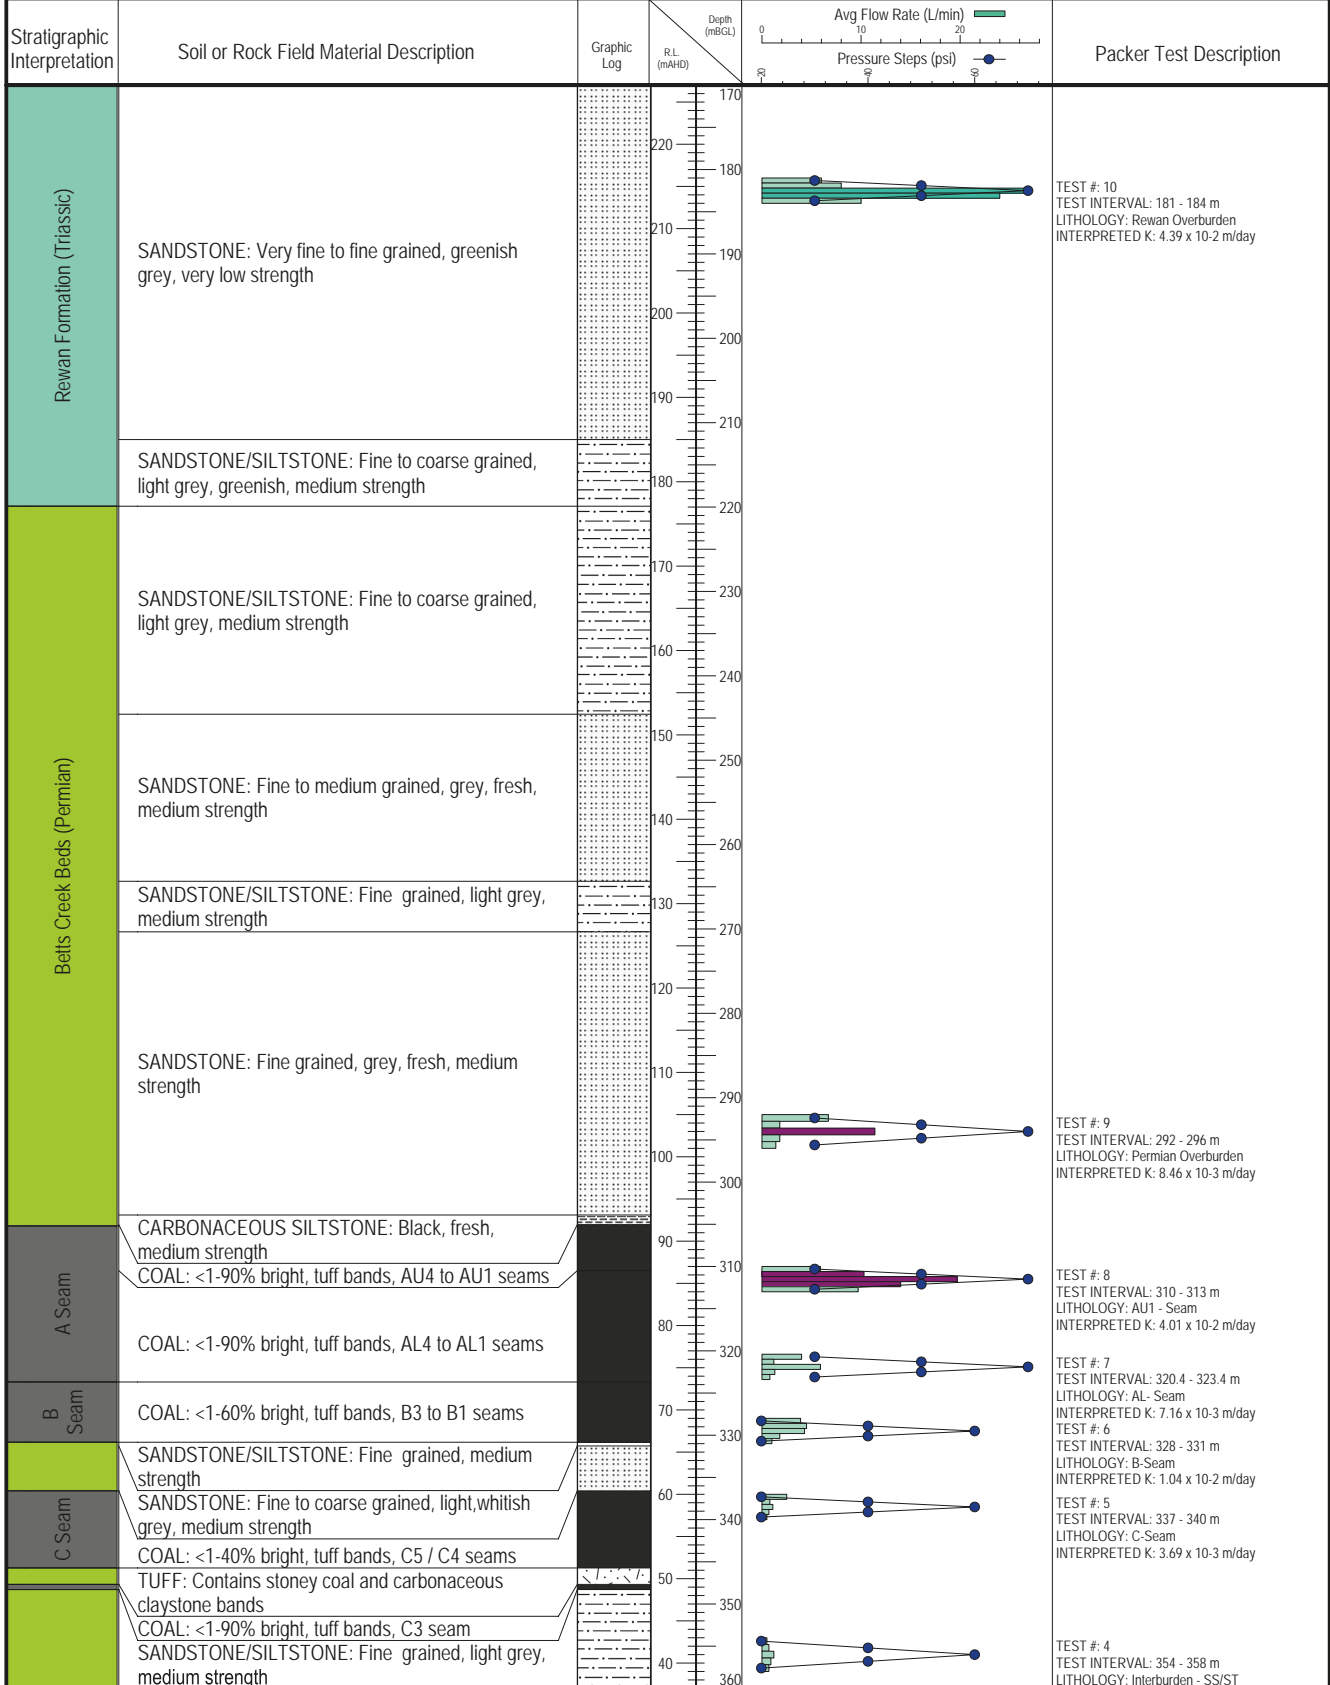 Stratigraphic
Interpretation
Soil or Rock Field Material Description
Graphic
Log
R.L.
(mAHD)
Depth
(mBGL)
Avg Flow Rate (L/min)
0 10 20
Pressure Steps (psi)
20 40 60
Packer Test Description
Rewan Formation (Triassic)
Betts Creek Beds (Permian)
A Seam
B
Seam
C Seam
SANDSTONE: Very fine to fine grained, greenish
grey, very low strength
SANDSTONE/SILTSTONE: Fine to coarse grained,
light grey, greenish, medium strength
SANDSTONE/SILTSTONE: Fine to coarse grained,
light grey, medium strength
SANDSTONE: Fine to medium grained, grey, fresh,
medium strength
SANDSTONE/SILTSTONE: Fine grained, light grey,
medium strength
SANDSTONE: Fine grained, grey, fresh, medium
strength
CARBONACEOUS SILTSTONE: Black, fresh,
medium strength
COAL: <1-90% bright, tuff bands, AU4 to AU1 seams
COAL: <1-90% bright, tuff bands, AL4 to AL1 seams
COAL: <1-60% bright, tuff bands, B3 to B1 seams
SANDSTONE/SILTSTONE: Fine grained, medium
strength
SANDSTONE: Fine to coarse grained, light,whitish
grey, medium strength
COAL: <1-40% bright, tuff bands, C5 / C4 seams
TUFF: Contains stoney coal and carbonaceous
claystone bands
COAL: <1-90% bright, tuff bands, C3 seam
SANDSTONE/SILTSTONE: Fine grained, light grey,
medium strength
220
210
200
190
180
170
160
150
140
130
120
110
100
90
80
70
60
50
40
170
180
190
200
210
220
230
240
250
260
270
280
290
300
310
320
330
340
350
360
TEST #: 10
TEST INTERVAL: 181 - 184 m
LITHOLOGY: Rewan Overburden
INTERPRETED K: 4.39 x 10-2 m/day
TEST #: 9
TEST INTERVAL: 292 - 296 m
LITHOLOGY: Permian Overburden
INTERPRETED K: 8.46 x 10-3 m/day
TEST #: 8
TEST INTERVAL: 310 - 313 m
LITHOLOGY: AU1 - Seam
INTERPRETED K: 4.01 x 10-2 m/day
TEST #: 7
TEST INTERVAL: 320.4 - 323.4 m
LITHOLOGY: AL- Seam
INTERPRETED K: 7.16 x 10-3 m/day
TEST #: 6
TEST INTERVAL: 328 - 331 m
LITHOLOGY: B-Seam
INTERPRETED K: 1.04 x 10-2 m/day
TEST #: 5
TEST INTERVAL: 337 - 340 m
LITHOLOGY: C-Seam
INTERPRETED K: 3.69 x 10-3 m/day
TEST #: 4
TEST INTERVAL: 354 - 358 m
LITHOLOGY: Interburden - SS/ST